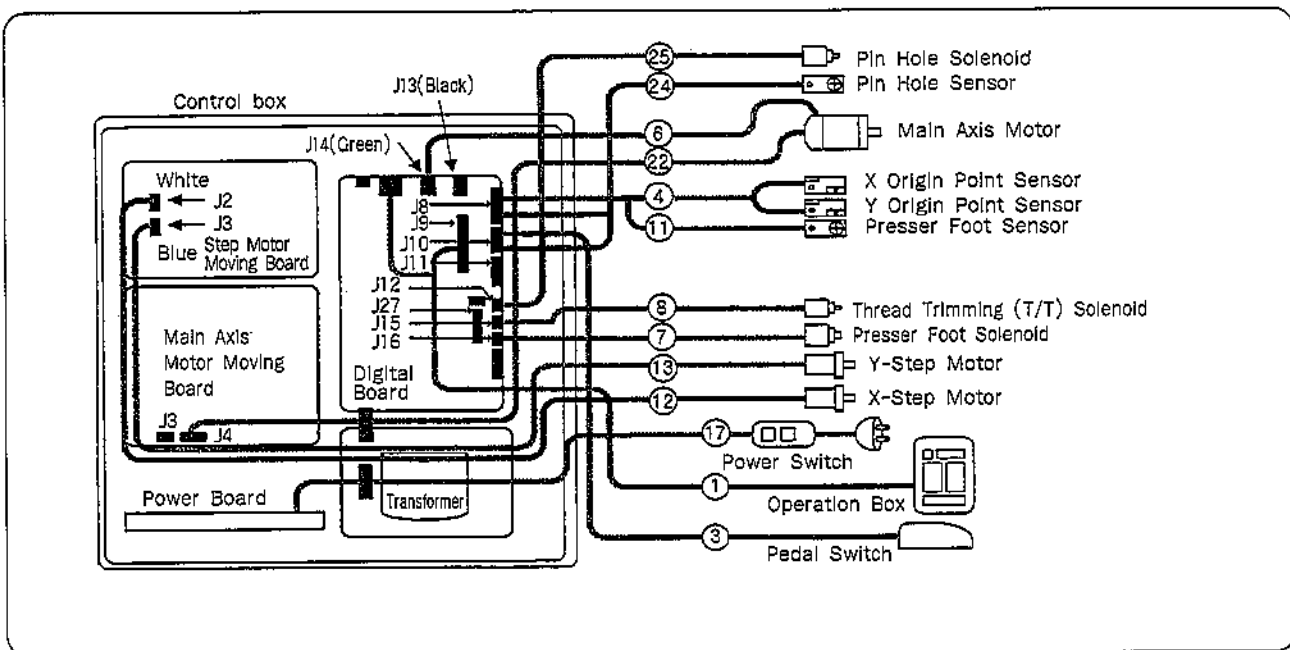 Control box
J13(Black)
J14(Green)
White
J2
J3
Blue
Step Motor
Moving Board
Main Axis
Motor Moving
Board
J3
J4
Power Board
Transformer
Digital
Board
J8
J9
J10
J11
J12
J27
J15
J16
25
Pin Hole Solenoid
24
Pin Hole Sensor
6
Main Axis Motor
22
4
X Origin Point Sensor
Y Origin Point Sensor
11
Presser Foot Sensor
8
Thread Trimming (T/T) Solenoid
7
Presser Foot Solenoid
13
Y-Step Motor
12
X-Step Motor
17
Power Switch
1
Operation Box
3
Pedal Switch